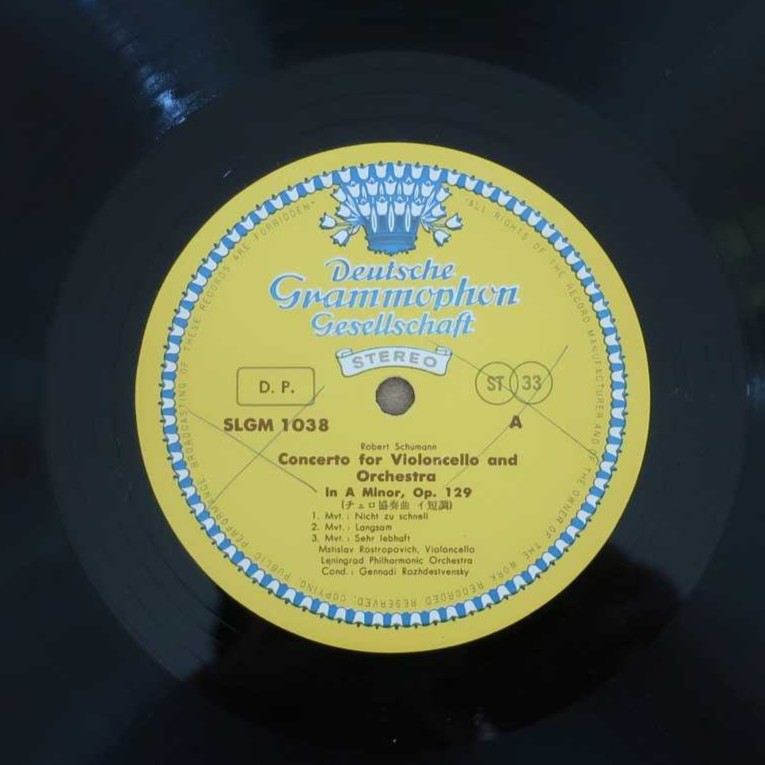 Deutsche
Grammophon
Gesellschaft
STEREO
D. P.
ST 33
SLGM 1038
A
Robert Schumann
Concerto for Violoncello and
Orchestra
In A Minor, Op. 129
(チェロ協奏曲 イ短調)
1. Mvt.: Nicht zu schnell
2. Mvt.: Langsam
3. Mvt.: Sehr lebhaft
Mstislav Rostropovich, Violoncello
Leningrad Philharmonic Orchestra
Cond.: Gennadi Rozhdestvensky
"ALL RIGHTS OF THE RECORD MANUFACTURER AND OF THE OWNER OF THE WORK RECORDED RESERVED. COPYING, PUBLIC PERFORMANCE, BROADCASTING OF THESE RECORDS ARE FORBIDDEN"